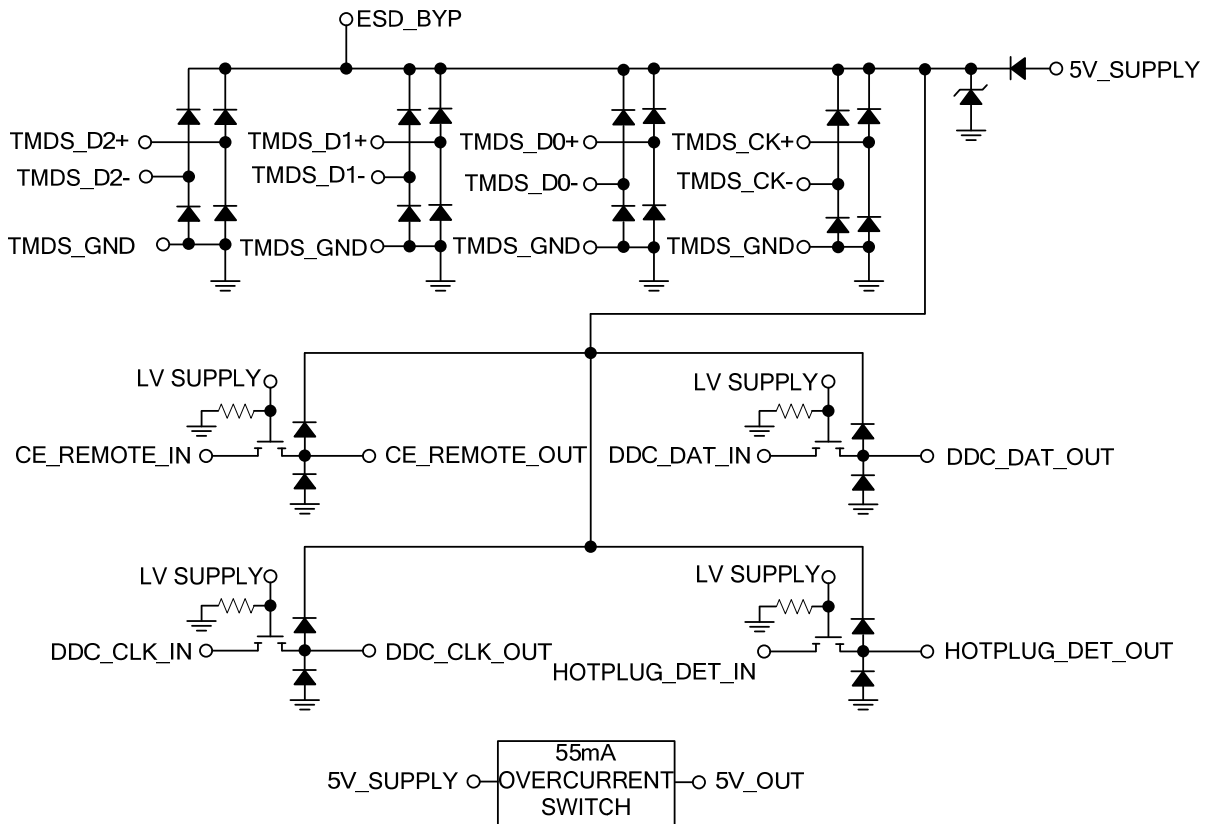 ESD_BYP
5V_SUPPLY
TMDS_D2+
TMDS_D1+
TMDS_D0+
TMDS_CK+
TMDS_D2-
TMDS_D1-
TMDS_D0-
TMDS_CK-
TMDS_GND
TMDS_GND
TMDS_GND
TMDS_GND
LV SUPPLY
LV SUPPLY
CE_REMOTE_IN
CE_REMOTE_OUT
DDC_DAT_IN
DDC_DAT_OUT
LV SUPPLY
LV SUPPLY
DDC_CLK_IN
DDC_CLK_OUT
HOTPLUG_DET_IN
HOTPLUG_DET_OUT
5V_SUPPLY
55mA
OVERCURRENT
SWITCH
5V_OUT